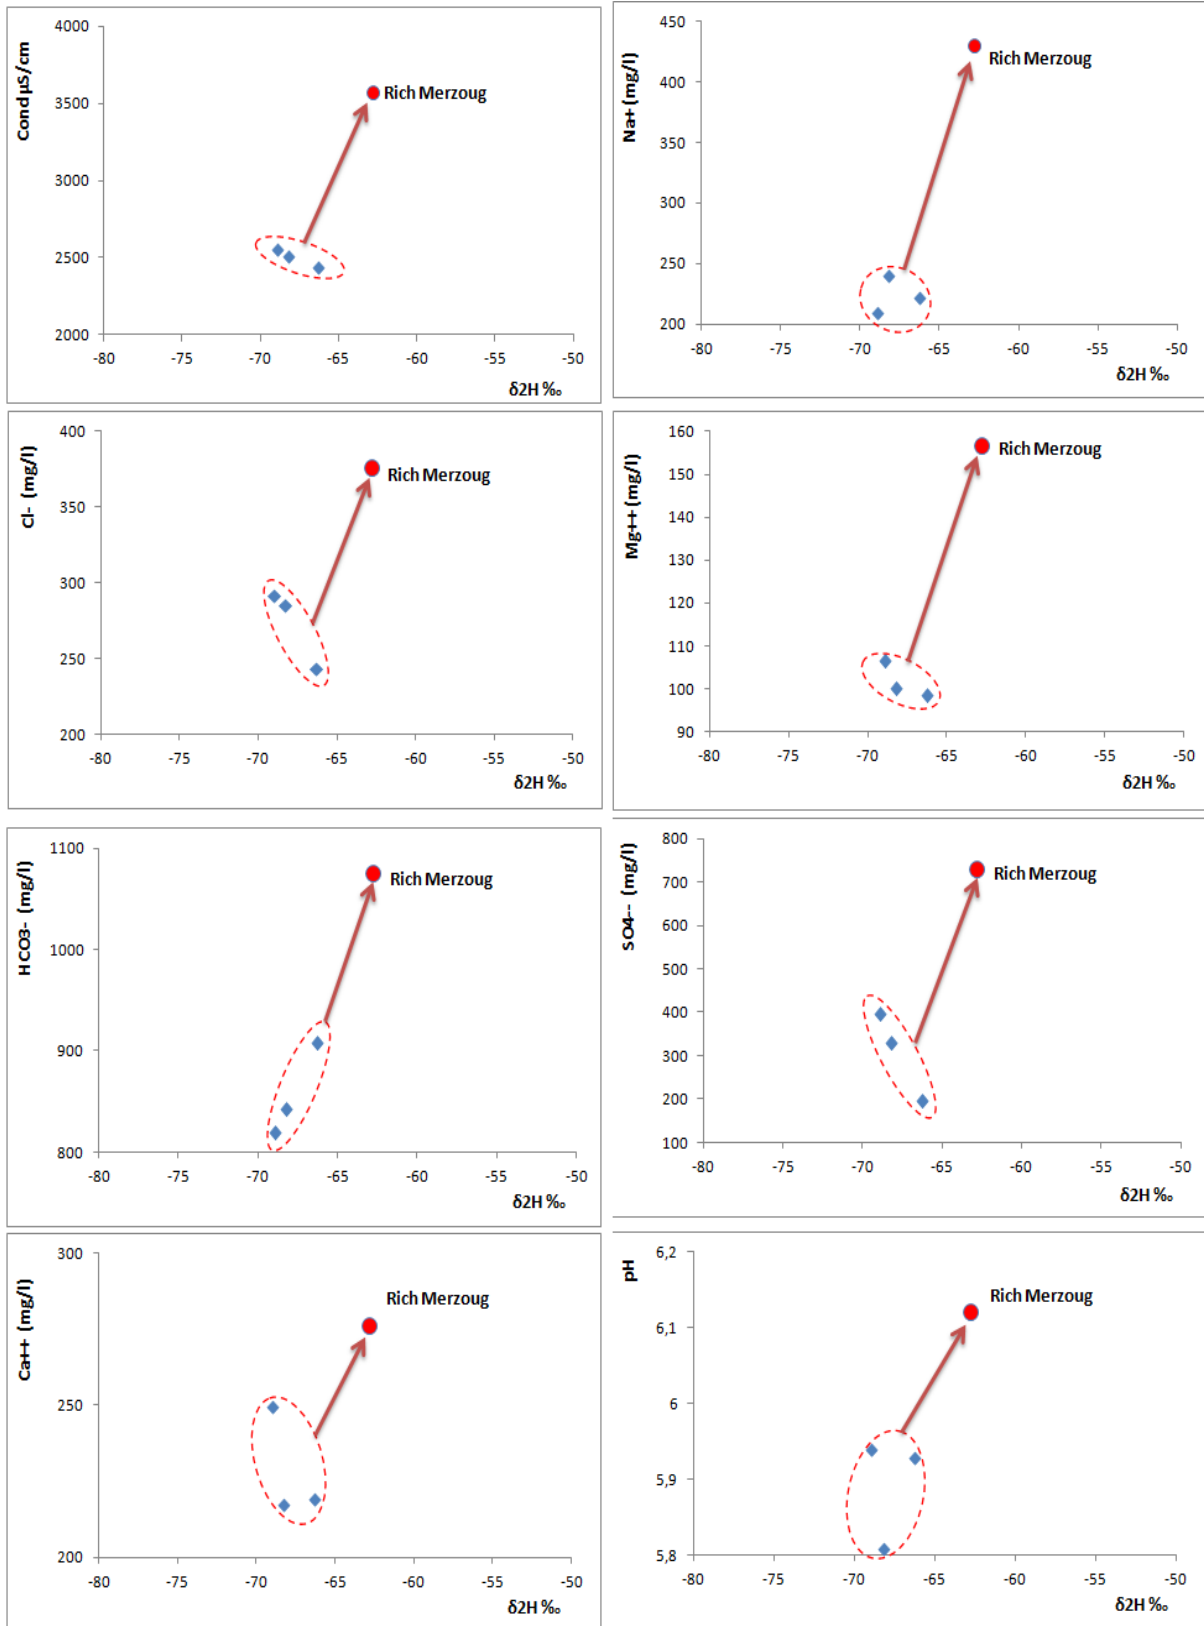 4000
3500
3000
2500
2000
-80 -75 -70 -65 -60 -55 -50
Cond µS/cm
Rich Merzoug
δ2H ‰
450
400
350
300
250
200
-80 -75 -70 -65 -60 -55 -50
Na+ (mg/l)
Rich Merzoug
δ2H ‰
400
350
300
250
200
-80 -75 -70 -65 -60 -55 -50
Cl- (mg/l)
Rich Merzoug
δ2H ‰
160
150
140
130
120
110
100
90
-80 -75 -70 -65 -60 -55 -50
Mg++ (mg/l)
Rich Merzoug
δ2H ‰
1100
1000
900
800
-80 -75 -70 -65 -60 -55 -50
HCO3- (mg/l)
Rich Merzoug
δ2H ‰
800
700
600
500
400
300
200
100
-80 -75 -70 -65 -60 -55 -50
SO4-- (mg/l)
Rich Merzoug
δ2H ‰
300
250
200
-80 -75 -70 -65 -60 -55 -50
Ca++ (mg/l)
Rich Merzoug
δ2H ‰
6,2
6,1
6
5,9
5,8
-80 -75 -70 -65 -60 -55 -50
pH
Rich Merzoug
δ2H ‰